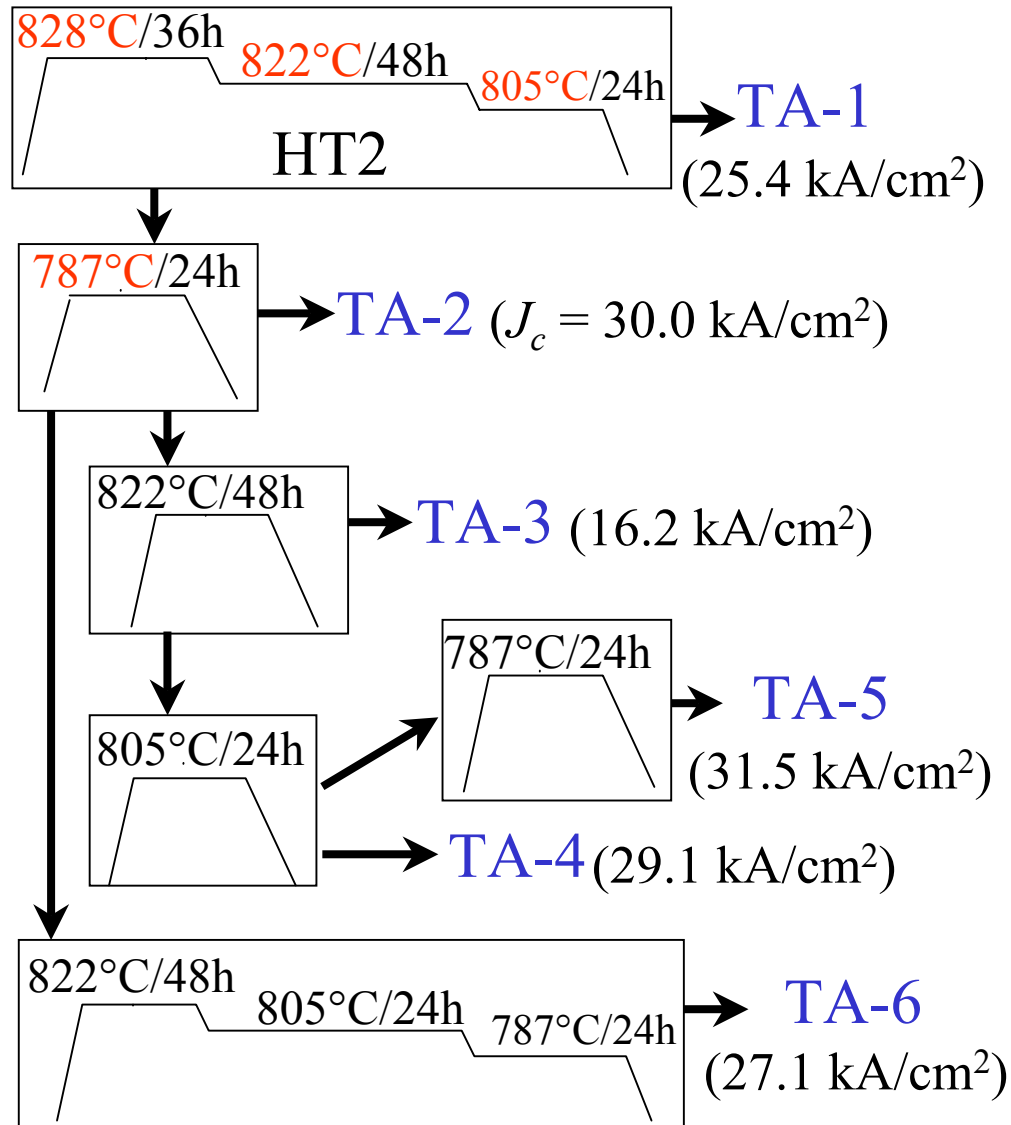 828°C/36h
822°C/48h
805°C/24h
HT2
TA-1
(25.4 kA/cm²)
787°C/24h
TA-2 (J_c = 30.0 kA/cm²)
822°C/48h
TA-3 (16.2 kA/cm²)
787°C/24h
TA-5
(31.5 kA/cm²)
805°C/24h
TA-4 (29.1 kA/cm²)
822°C/48h
805°C/24h
787°C/24h
TA-6
(27.1 kA/cm²)